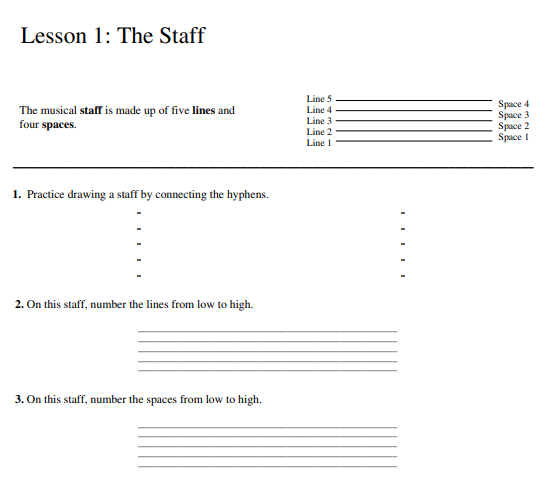 Lesson 1: The Staff
The musical staff is made up of five lines and
four spaces.
Line 5
Line 4
Line 3
Line 2
Line 1
Space 4
Space 3
Space 2
Space 1
1. Practice drawing a staff by connecting the hyphens.
- -
- -
- -
- -
- -
2. On this staff, number the lines from low to high.
3. On this staff, number the spaces from low to high.